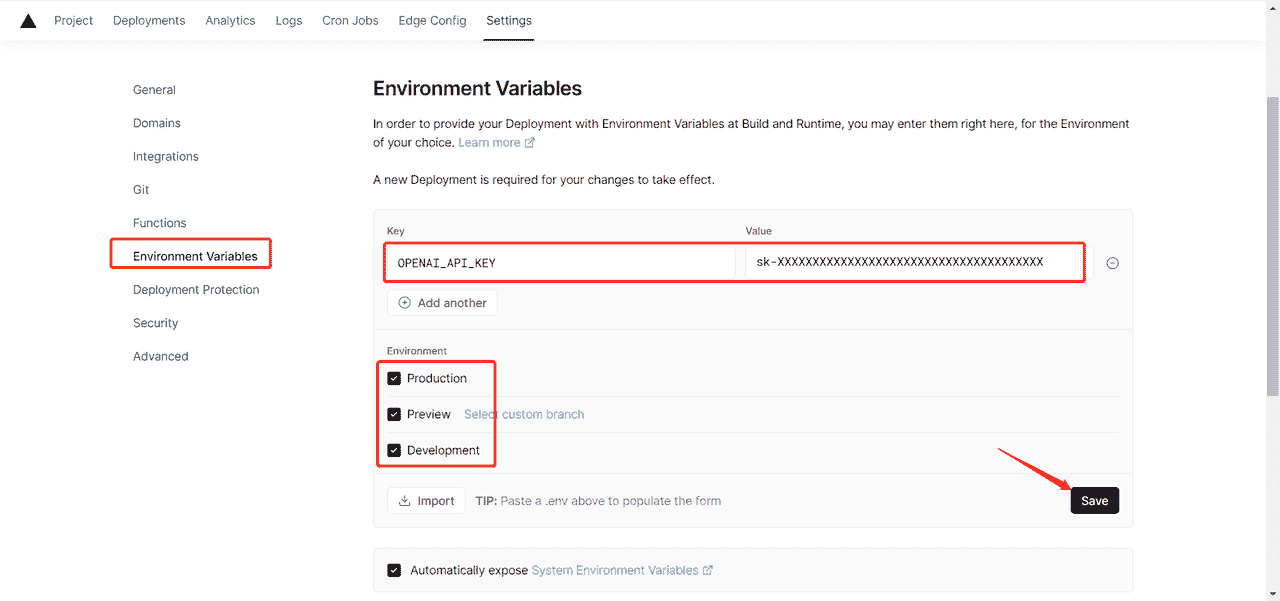 Project Deployments Analytics Logs Cron Jobs Edge Config Settings
General
Domains
Integrations
Git
Functions
Environment Variables
Deployment Protection
Security
Advanced
Environment Variables
In order to provide your Deployment with Environment Variables at Build and Runtime, you may enter them right here, for the Environment
of your choice. Learn more
A new Deployment is required for your changes to take effect.
Key Value
OPENAI_API_KEY sk-XXXXXXXXXXXXXXXXXXXXXXXXXXXXXXXXXXXXXX
Add another
Environment
Production
Preview Select custom branch
Development
Import TIP: Paste a .env above to populate the form Save
Automatically expose System Environment Variables